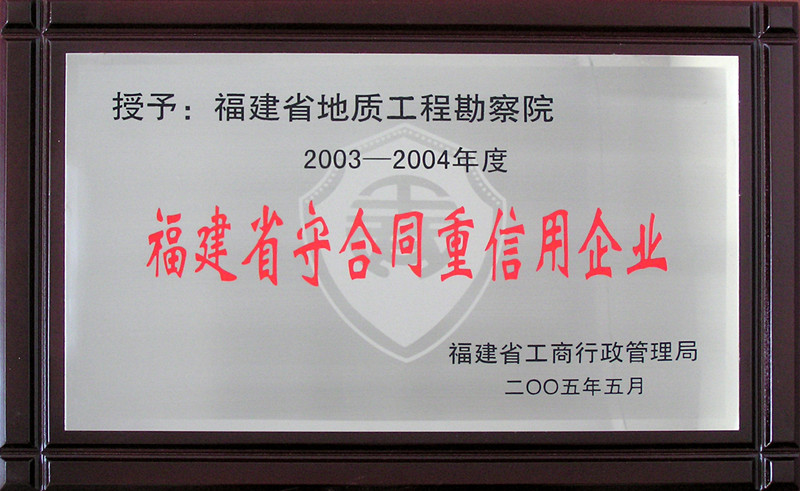 授予：福建省地质工程勘察院
2003—2004年度
福建省守合同重信用企业
福建省工商行政管理局
二〇〇五年五月